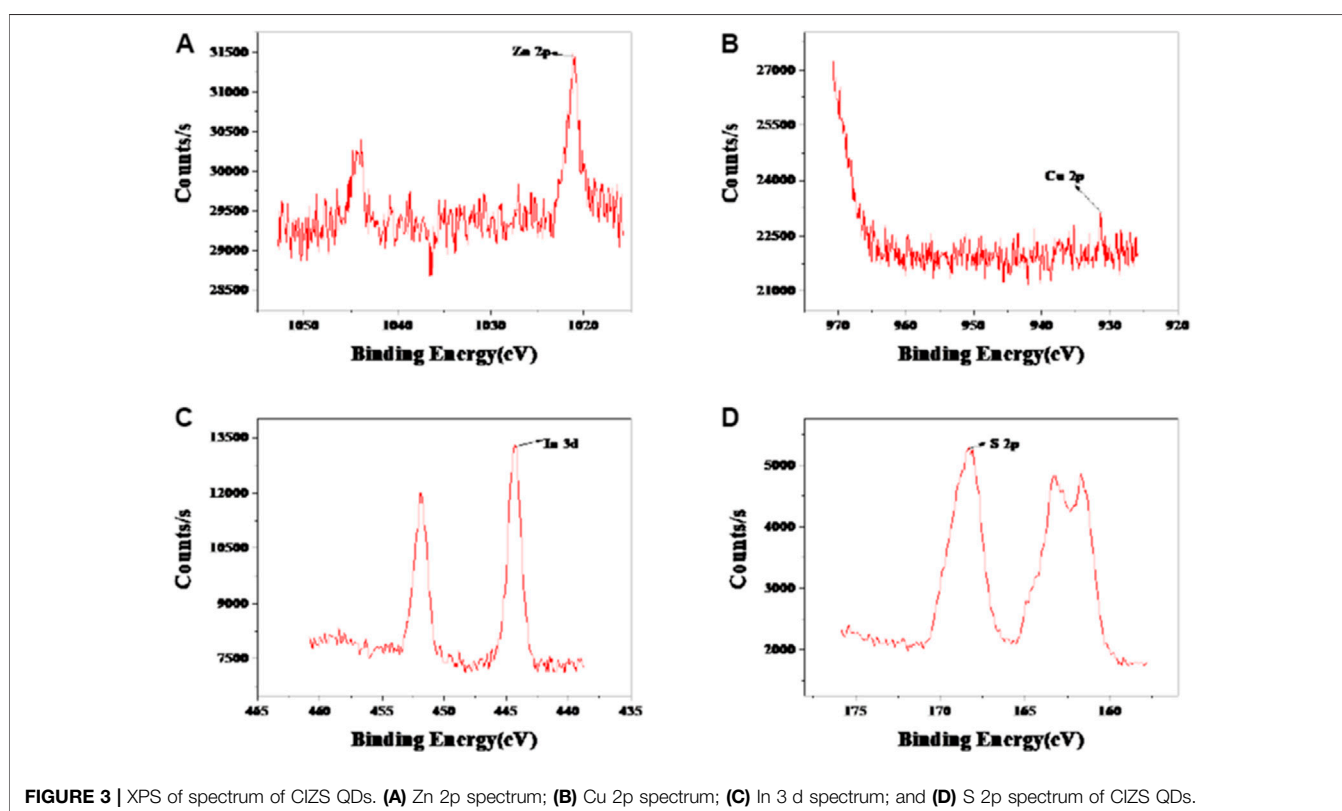 A
Zn 2p
31500
31000
30500
30000
29500
29000
28500
Counts/s
1050 1040 1030 1020
Binding Energy(eV)
B
Cu 2p
27000
25500
24000
22500
21000
Counts/s
970 960 950 940 930 920
Binding Energy(eV)
C
In 3d
13500
12000
10500
9000
7500
Counts/s
465 460 455 450 445 440 435
Binding Energy(eV)
D
S 2p
5000
4000
3000
2000
Counts/s
175 170 165 160
Binding Energy(eV)
FIGURE 3 | XPS of spectrum of CIZS QDs. (A) Zn 2p spectrum; (B) Cu 2p spectrum; (C) In 3 d spectrum; and (D) S 2p spectrum of CIZS QDs.